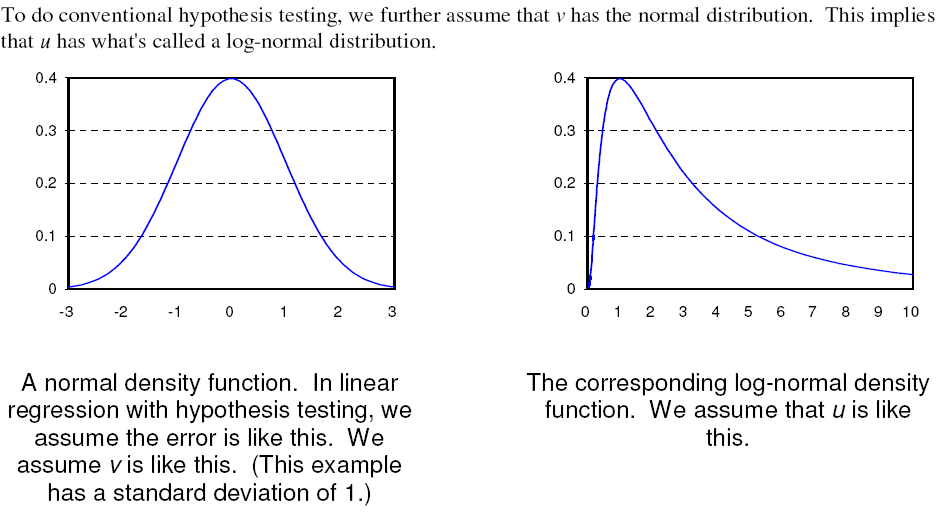 To do conventional hypothesis testing, we further assume that v has the normal distribution.  This implies
that u has what's called a log-normal distribution.
0.4
0.3
0.2
0.1
0
-3 -2 -1 0 1 2 3
0.4
0.3
0.2
0.1
0
0 1 2 3 4 5 6 7 8 9 10
A normal density function.  In linear
regression with hypothesis testing, we
assume the error is like this.  We
assume v is like this.  (This example
has a standard deviation of 1.)
The corresponding log-normal density
function.  We assume that u is like
this.